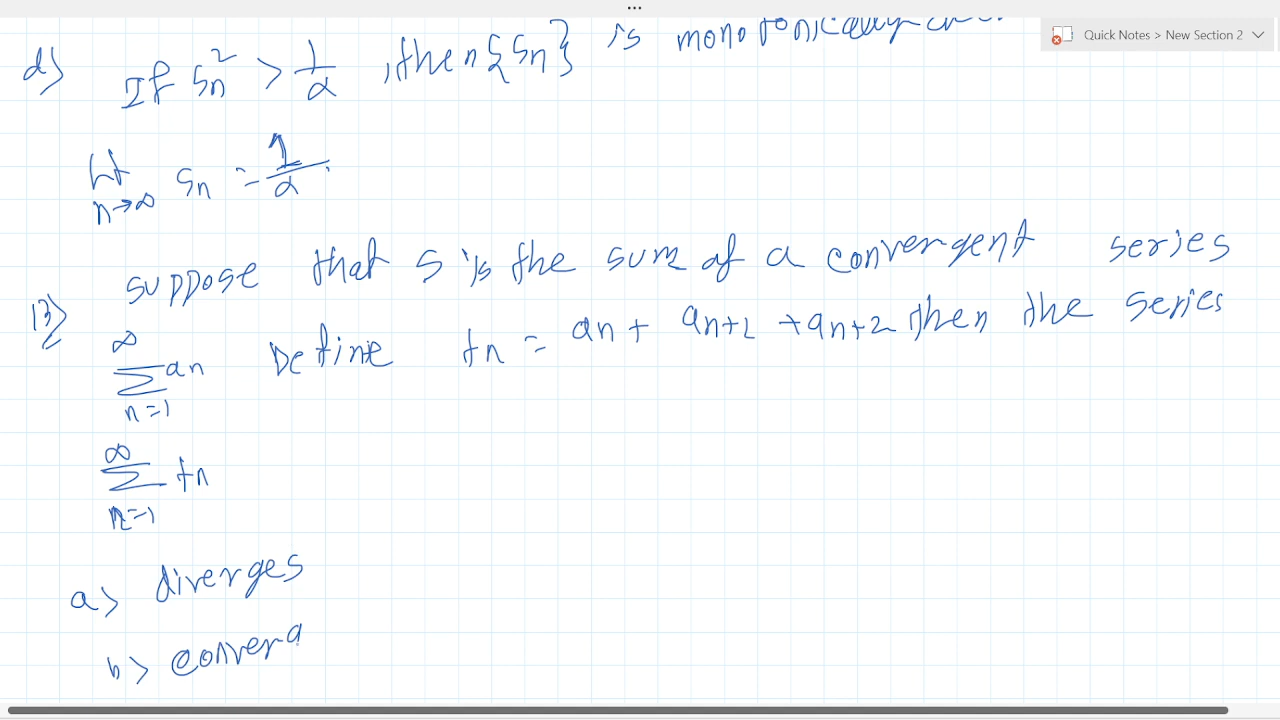 Quick Notes > New Section 2
d) If Sn² > 1/α , then {Sn} is monotonically
Lt n→∞ Sn = 1/α .
13) suppose that S is the sum of a convergent series
∞ Σ n=1 an Define tn = an + an+2 + an+2 then the series
∞ Σ n=1 tn
a> diverges
b> converg